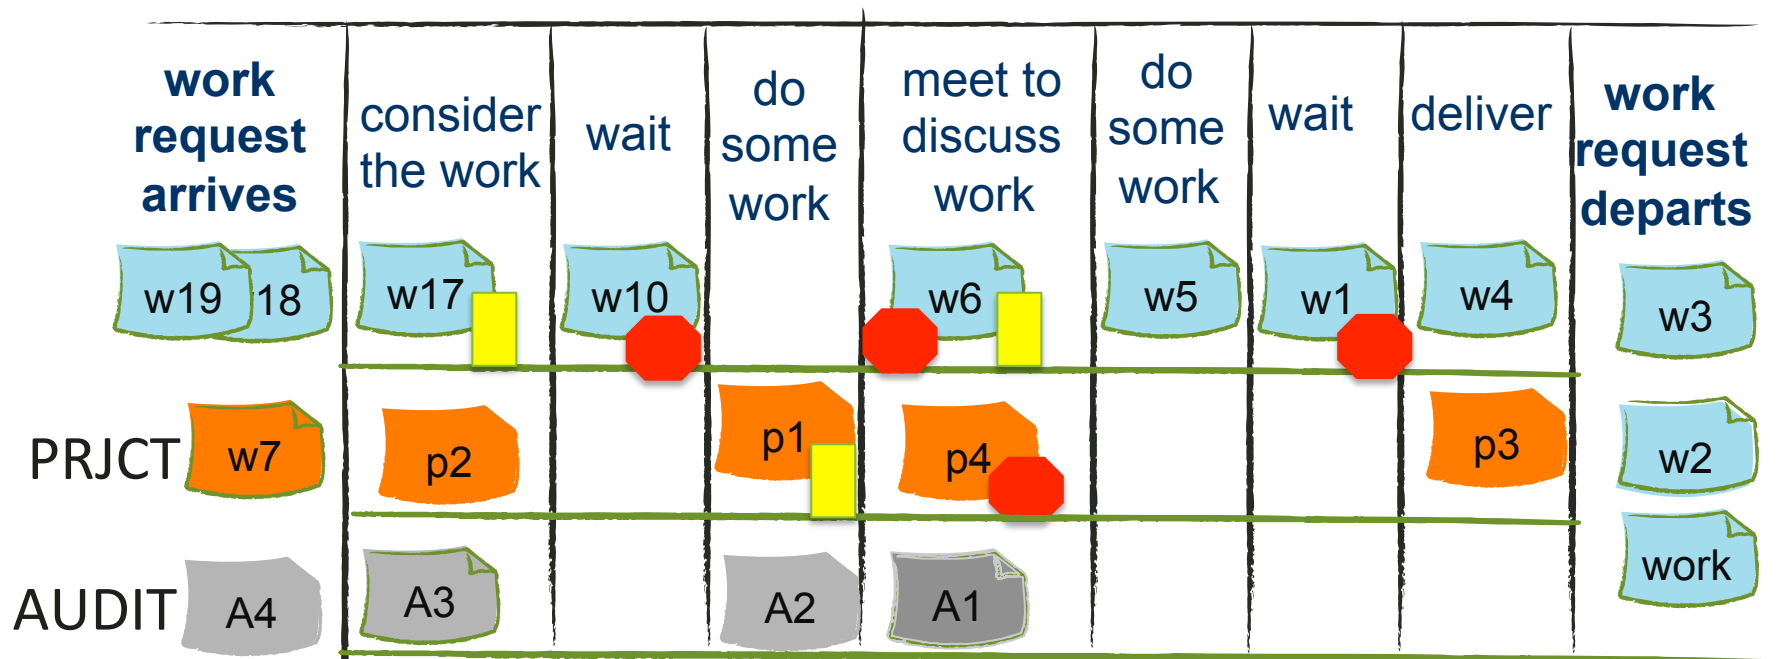 work
request
arrives
consider
the work
wait
do
some
work
meet to
discuss
work
do
some
work
wait
deliver
work
request
departs
w19
18
w17
w10
w6
w5
w1
w4
w3
PRJCT
w7
p2
p1
p4
p3
w2
AUDIT
A4
A3
A2
A1
work